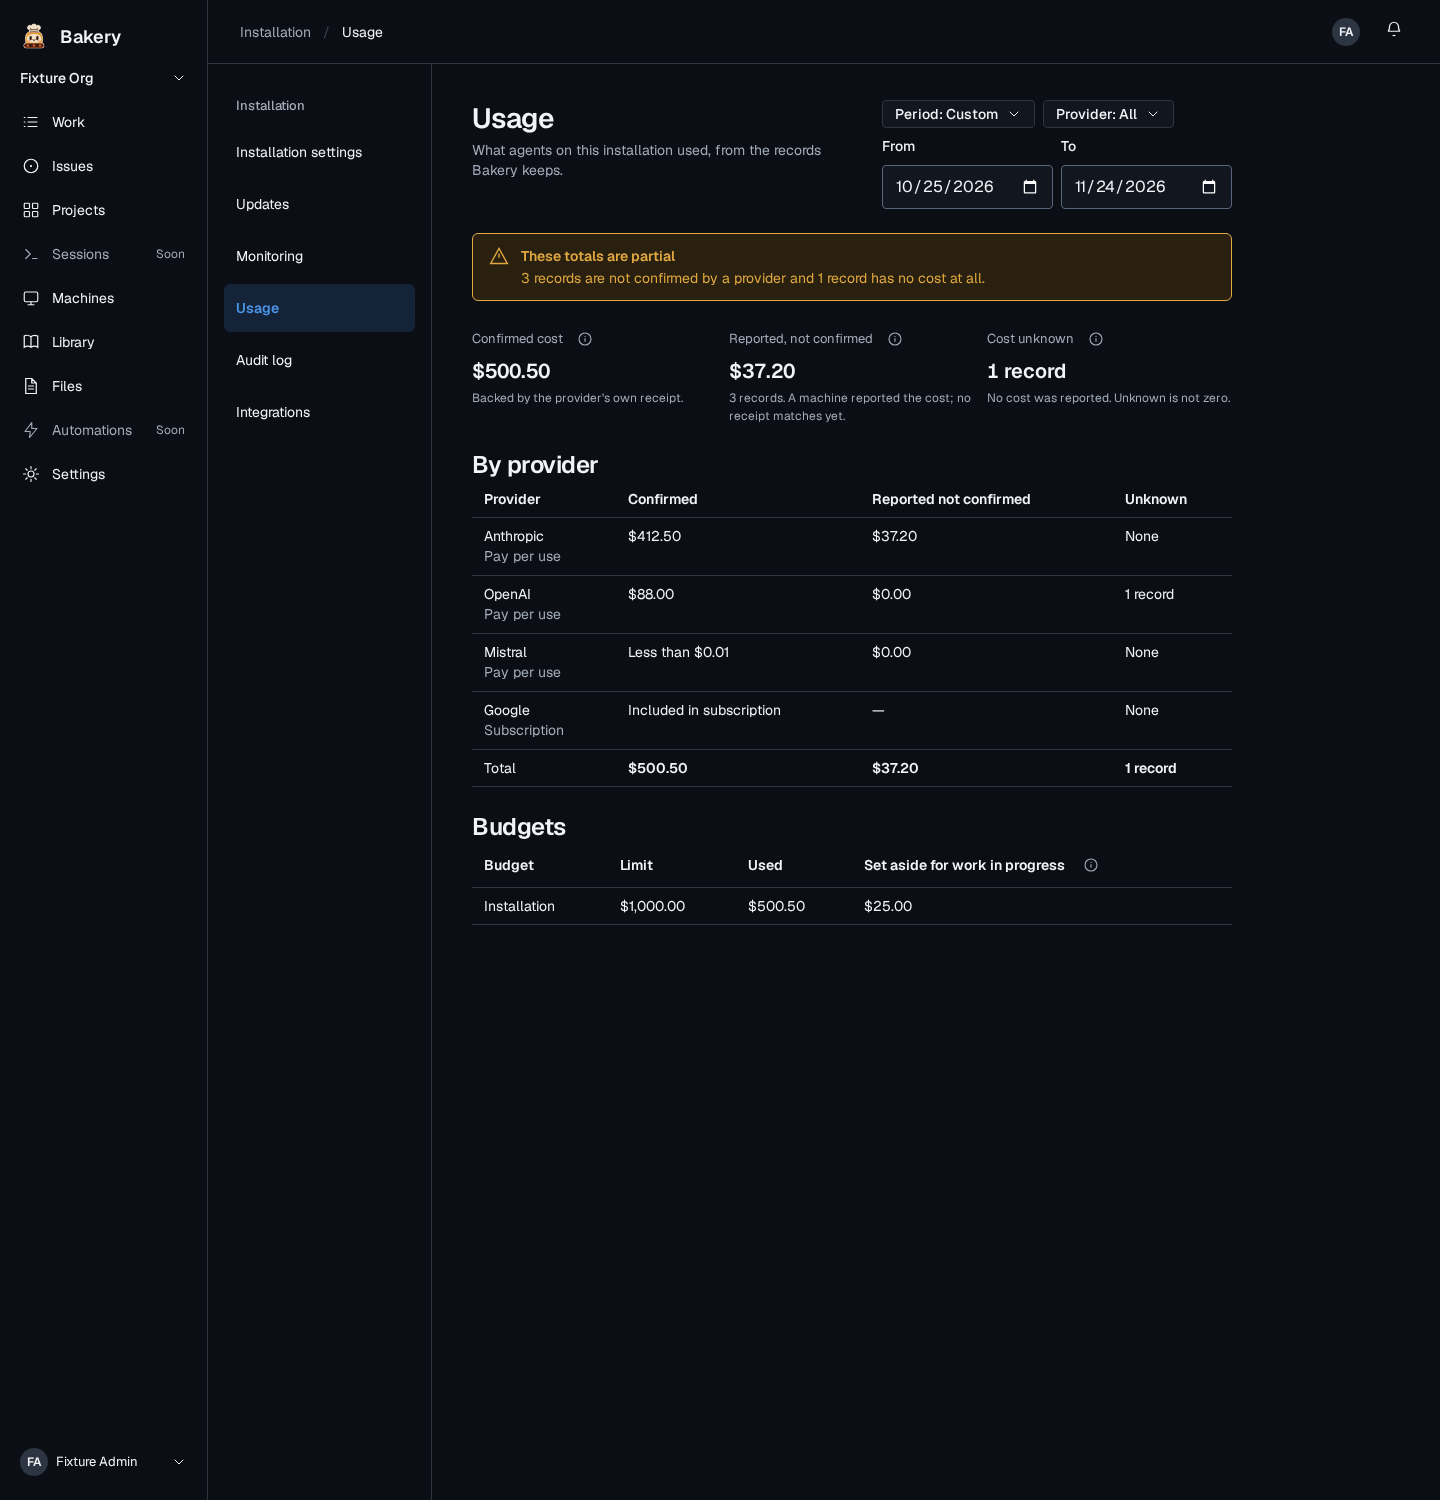 Bakery
Fixture Org
Work
Issues
Projects
Sessions Soon
Machines
Library
Files
Automations Soon
Settings
FA Fixture Admin
Installation / Usage
FA
Installation
Installation settings
Updates
Monitoring
Usage
Audit log
Integrations
Usage
What agents on this installation used, from the records
Bakery keeps.
Period: Custom Provider: All
From To
10/25/2026 11/24/2026
These totals are partial
3 records are not confirmed by a provider and 1 record has no cost at all.
Confirmed cost
$500.50
Backed by the provider's own receipt.
Reported, not confirmed
$37.20
3 records. A machine reported the cost; no
receipt matches yet.
Cost unknown
1 record
No cost was reported. Unknown is not zero.
By provider
Provider Confirmed Reported not confirmed Unknown
Anthropic $412.50 $37.20 None
Pay per use
OpenAI $88.00 $0.00 1 record
Pay per use
Mistral Less than $0.01 $0.00 None
Pay per use
Google Included in subscription — None
Subscription
Total $500.50 $37.20 1 record
Budgets
Budget Limit Used Set aside for work in progress
Installation $1,000.00 $500.50 $25.00